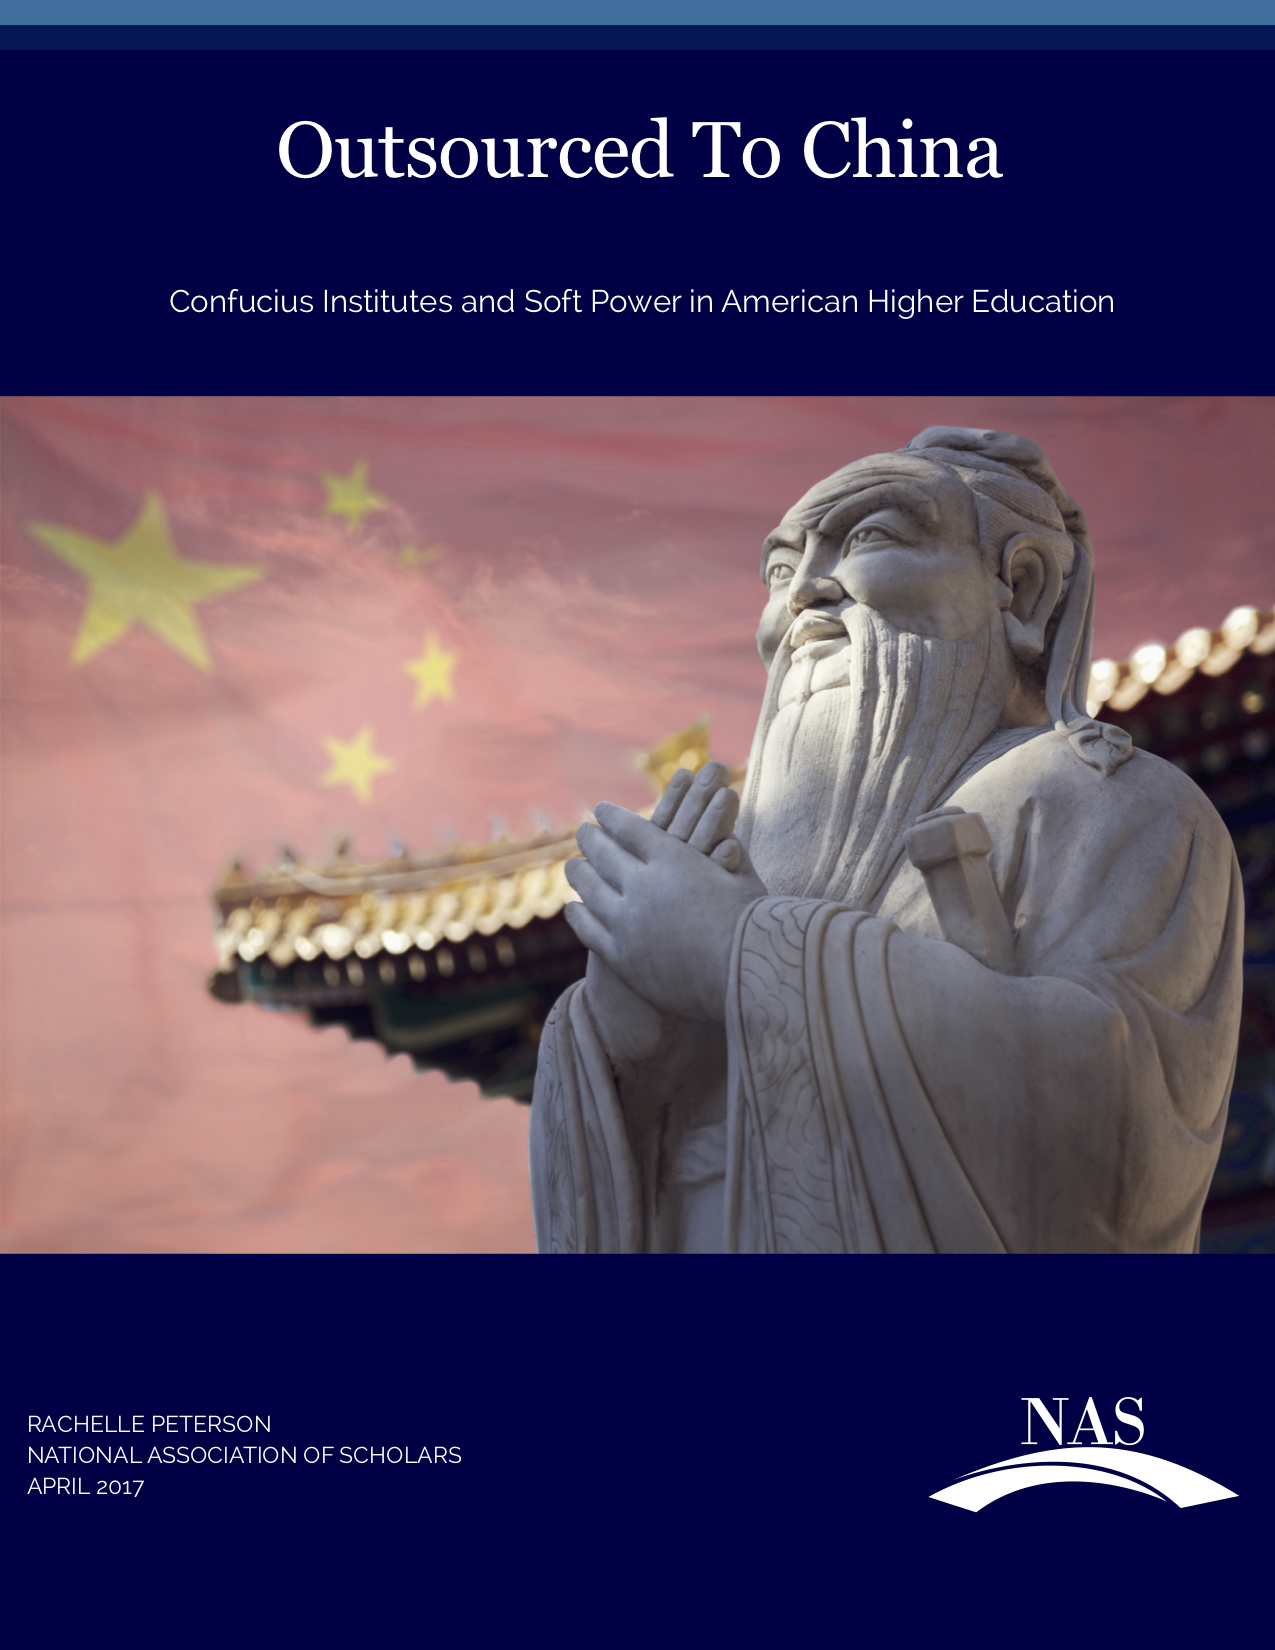 Outsourced To China
Confucius Institutes and Soft Power in American Higher Education
RACHELLE PETERSON
NATIONAL ASSOCIATION OF SCHOLARS
APRIL 2017
NAS